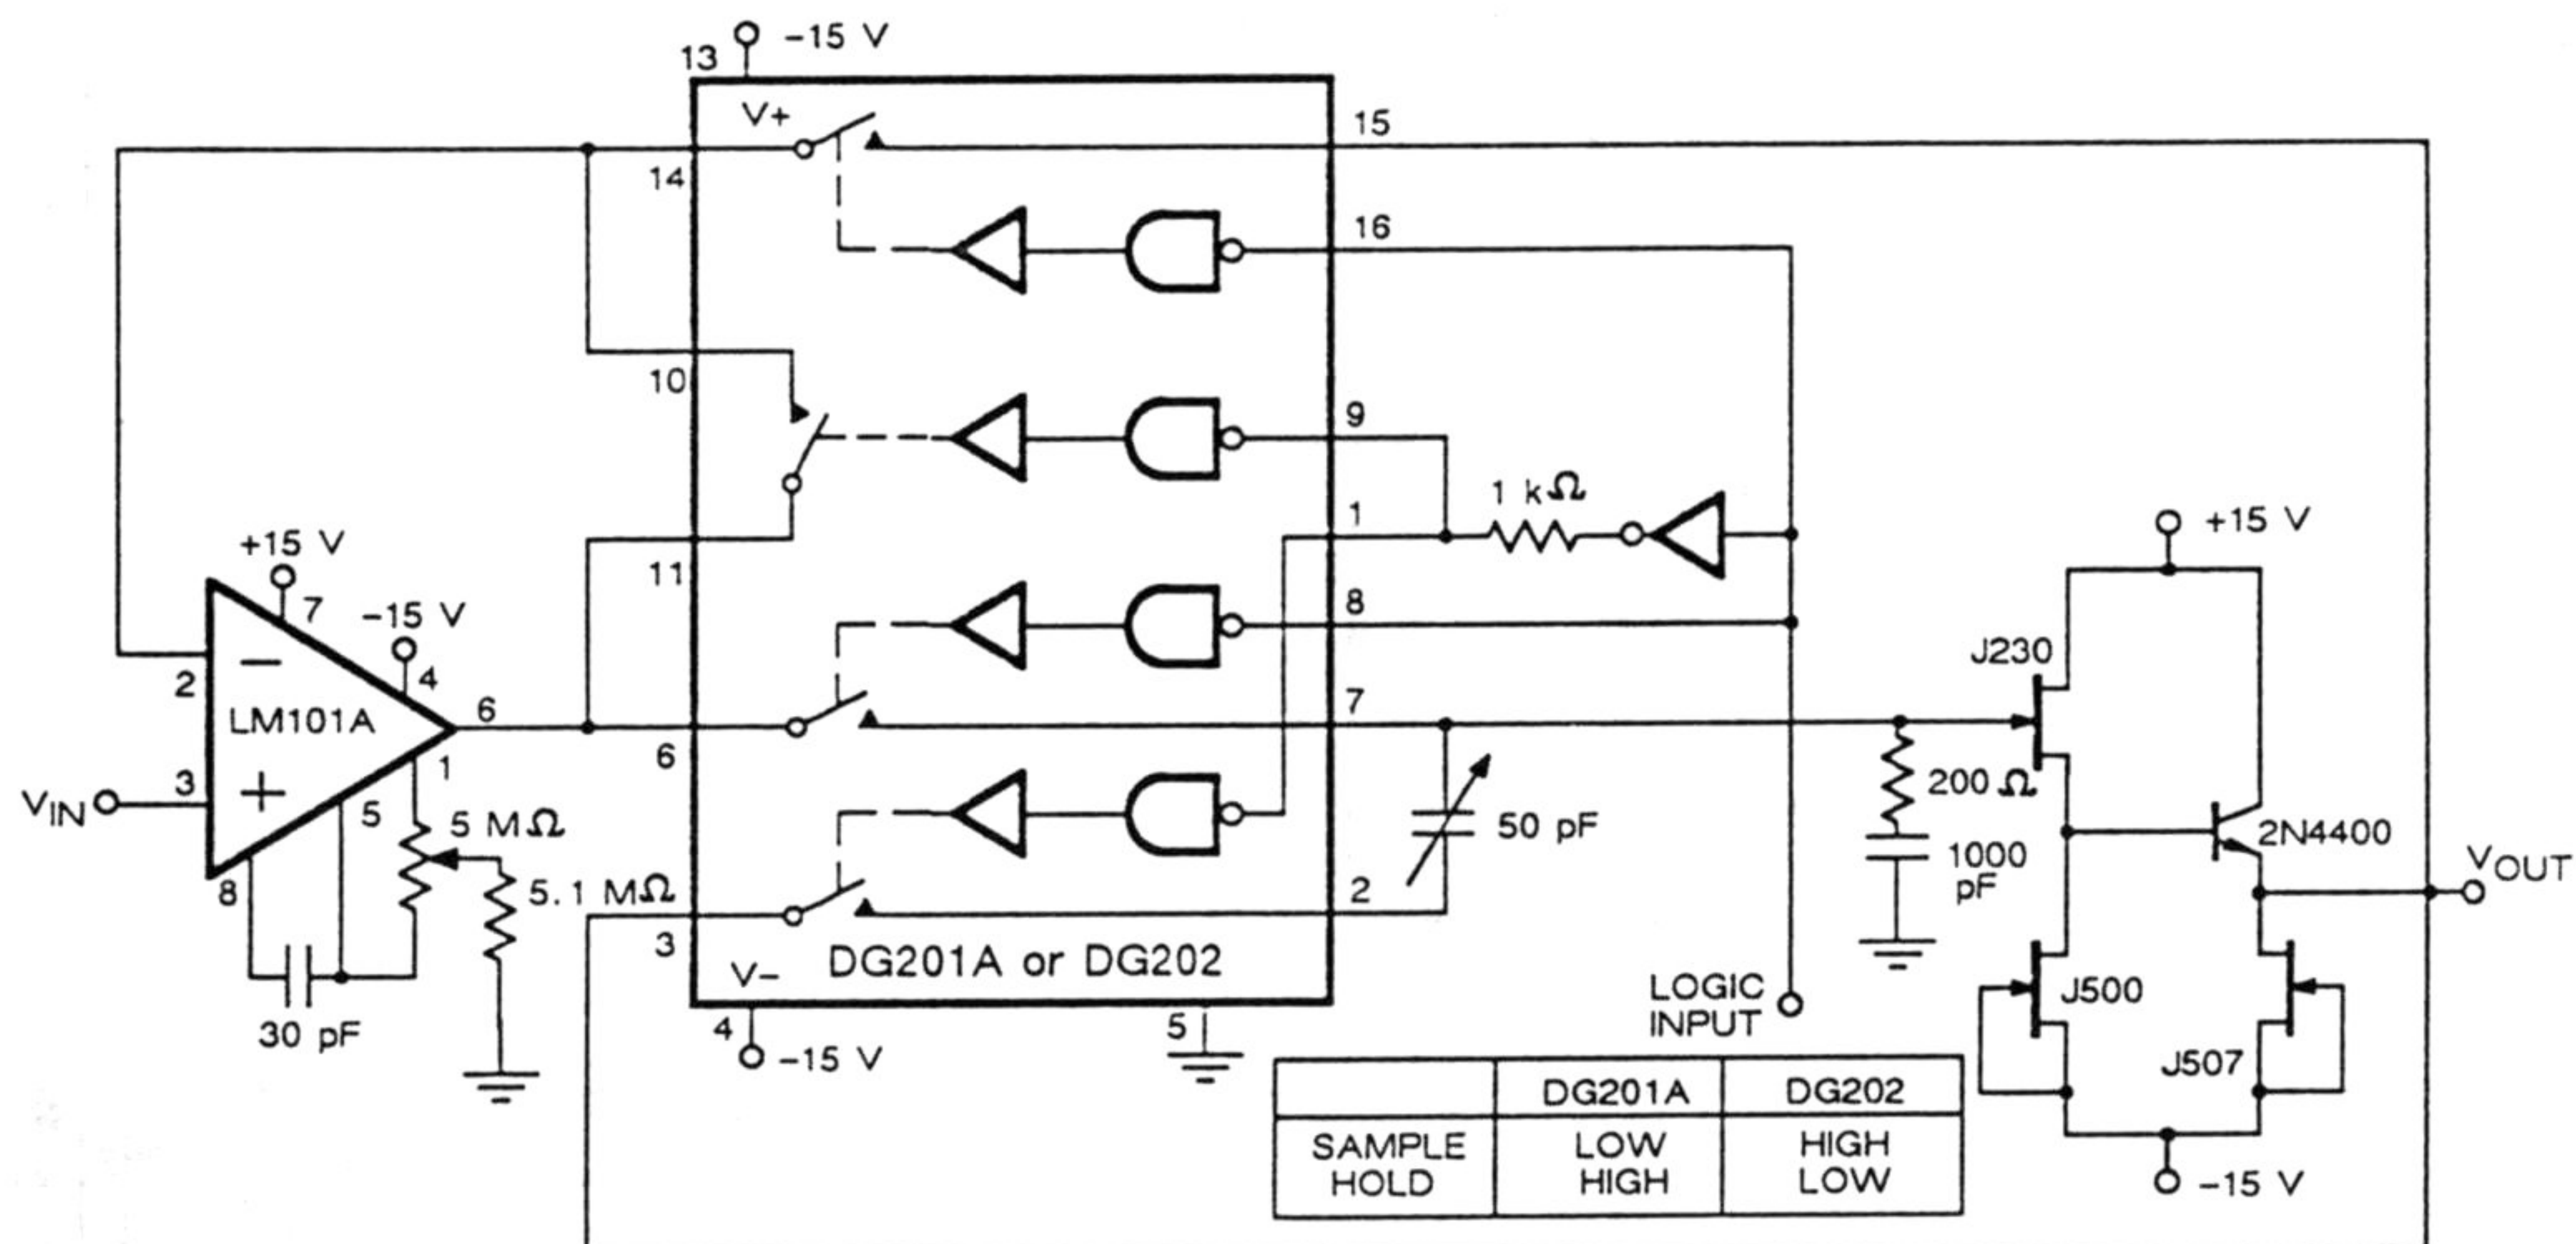 13
-15 V
V+
15
14
16
10
9
1 kΩ
1
11
8
+15 V
7
-15 V
4
2
LM101A
6
3
VIN
1
5
8
5 MΩ
5.1 MΩ
30 pF
6
7
50 pF
2
3
V-
DG201A or DG202
4
-15 V
5
LOGIC
INPUT
+15 V
J230
200 Ω
1000
pF
2N4400
VOUT
J500
J507
-15 V
DG201A DG202
SAMPLE LOW HIGH
HOLD HIGH LOW